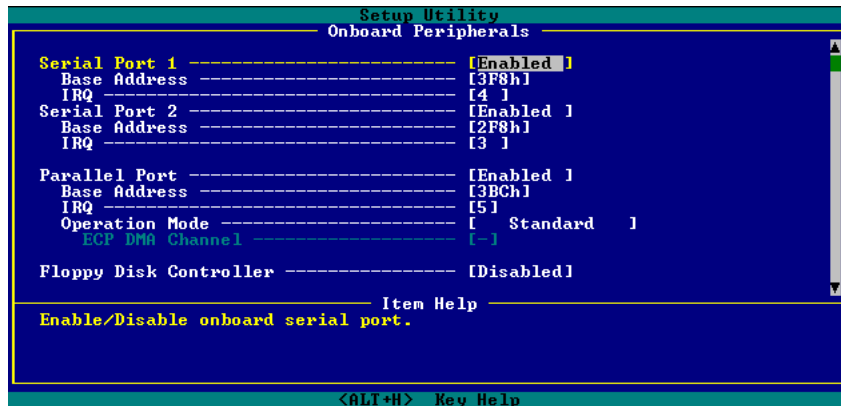 Setup Utility
Onboard Peripherals
Serial Port 1 ------------------------- [Enabled ]
Base Address ------------------------ [3F8h]
IRQ --------------------------------- [4 ]
Serial Port 2 ------------------------- [Enabled ]
Base Address ------------------------ [2F8h]
IRQ --------------------------------- [3 ]
Parallel Port ------------------------- [Enabled ]
Base Address ------------------------ [3BCh]
IRQ --------------------------------- [5]
Operation Mode ---------------------- [   Standard    ]
ECP DMA Channel ------------------- [-]
Floppy Disk Controller ---------------- [Disabled]
Item Help
Enable/Disable onboard serial port.
<ALT+H>  Key Help